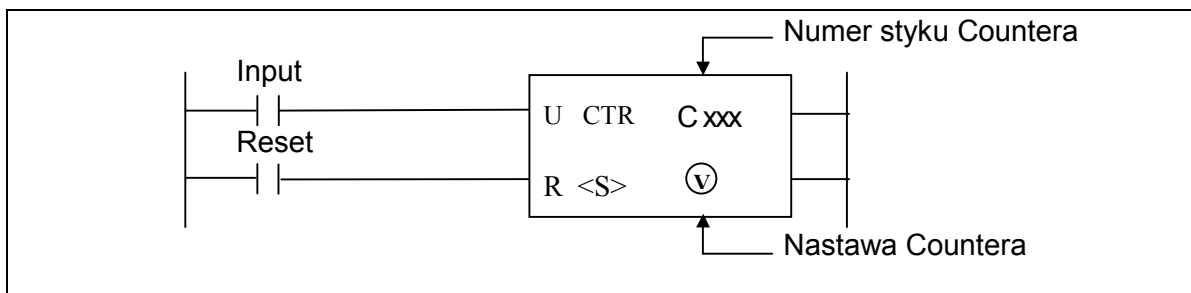 Numer styku Countera
Input
U CTR C xxx
Reset
R <S> V
Nastawa Countera